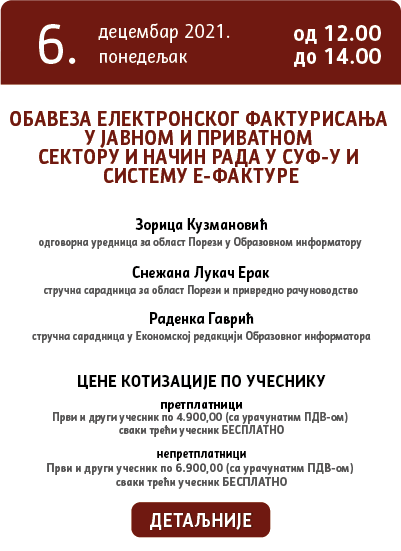 6.
децембар 2021.
понедељак
од 12.00
до 14.00
ОБАВЕЗА ЕЛЕКТРОНСКОГ ФАКТУРИСАЊА
У ЈАВНОМ И ПРИВАТНОМ
СЕКТОРУ И НАЧИН РАДА У СУФ-У И
СИСТЕМУ Е-ФАКТУРЕ
Зорица Кузмановић
одговорна уредница за област Порези у Образовном информатору
Снежана Лукач Ерак
стручна сарадница за област Порези и привредно рачуноводство
Раденка Гаврић
стручна сарадница у Економској редакцији Образовног информатора
ЦЕНЕ КОТИЗАЦИЈЕ ПО УЧЕСНИКУ
претплатници
Први и други учесник по 4.900,00 (са урачунатим ПДВ-ом)
сваки трећи учесник БЕСПЛАТНО
непретплатници
Први и други учесник по 6.900,00 (са урачунатим ПДВ-ом)
сваки трећи учесник БЕСПЛАТНО
ДЕТАЉНИЈЕ